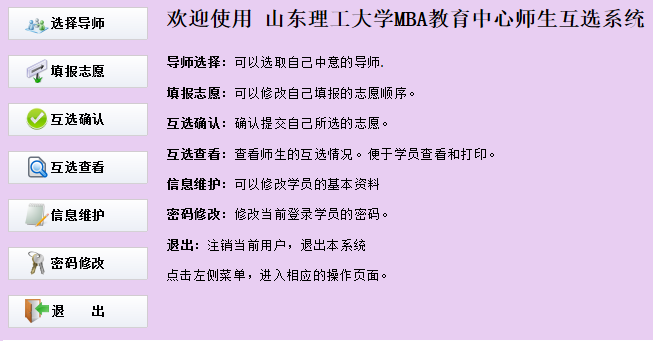 选择导师
填报志愿
互选确认
互选查看
信息维护
密码修改
退 出
欢迎使用 山东理工大学MBA教育中心师生互选系统
导师选择：可以选取自己中意的导师.
填报志愿：可以修改自己填报的志愿顺序。
互选确认：确认提交自己所选的志愿。
互选查看：查看师生的互选情况。便于学员查看和打印。
信息维护：可以修改学员的基本资料
密码修改：修改当前登录学员的密码。
退出：注销当前用户，退出本系统
点击左侧菜单，进入相应的操作页面。